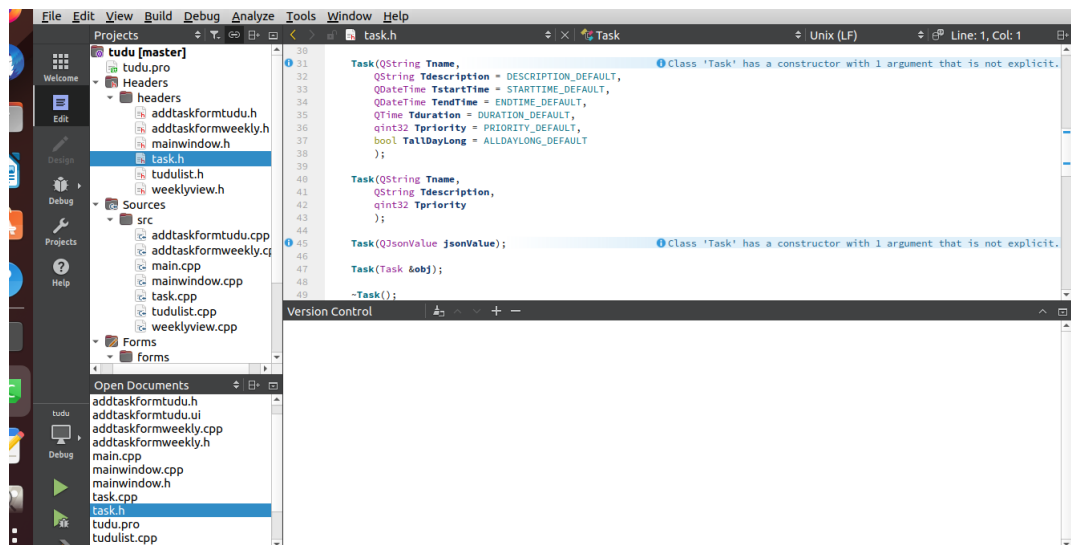 File Edit View Build Debug Analyze Tools Window Help
Projects
task.h
Task
Unix (LF)
Line: 1, Col: 1
Welcome
Edit
Design
Debug
Projects
Help
tudu [master]
tudu.pro
Headers
headers
addtaskformtudu.h
addtaskformweekly.h
mainwindow.h
task.h
tudulist.h
weeklyview.h
Sources
src
addtaskformtudu.cpp
addtaskformweekly.cp
main.cpp
mainwindow.cpp
task.cpp
tudulist.cpp
weeklyview.cpp
Forms
forms
30
31 Task(QString Tname, Class 'Task' has a constructor with 1 argument that is not explicit.
32 QString Tdescription = DESCRIPTION_DEFAULT,
33 QDateTime TstartTime = STARTTIME_DEFAULT,
34 QDateTime TendTime = ENDTIME_DEFAULT,
35 QTime Tduration = DURATION_DEFAULT,
36 qint32 Tpriority = PRIORITY_DEFAULT,
37 bool TallDayLong = ALLDAYLONG_DEFAULT
38 );
39
40 Task(QString Tname,
41 QString Tdescription,
42 qint32 Tpriority
43 );
44
45 Task(QJsonValue jsonValue); Class 'Task' has a constructor with 1 argument that is not explicit.
46
47 Task(Task &obj);
48
49 ~Task();
Version Control
Open Documents
addtaskformtudu.h
addtaskformtudu.ui
addtaskformweekly.cpp
addtaskformweekly.h
main.cpp
mainwindow.cpp
mainwindow.h
task.cpp
task.h
tudu.pro
tudulist.cpp
tudu
Debug